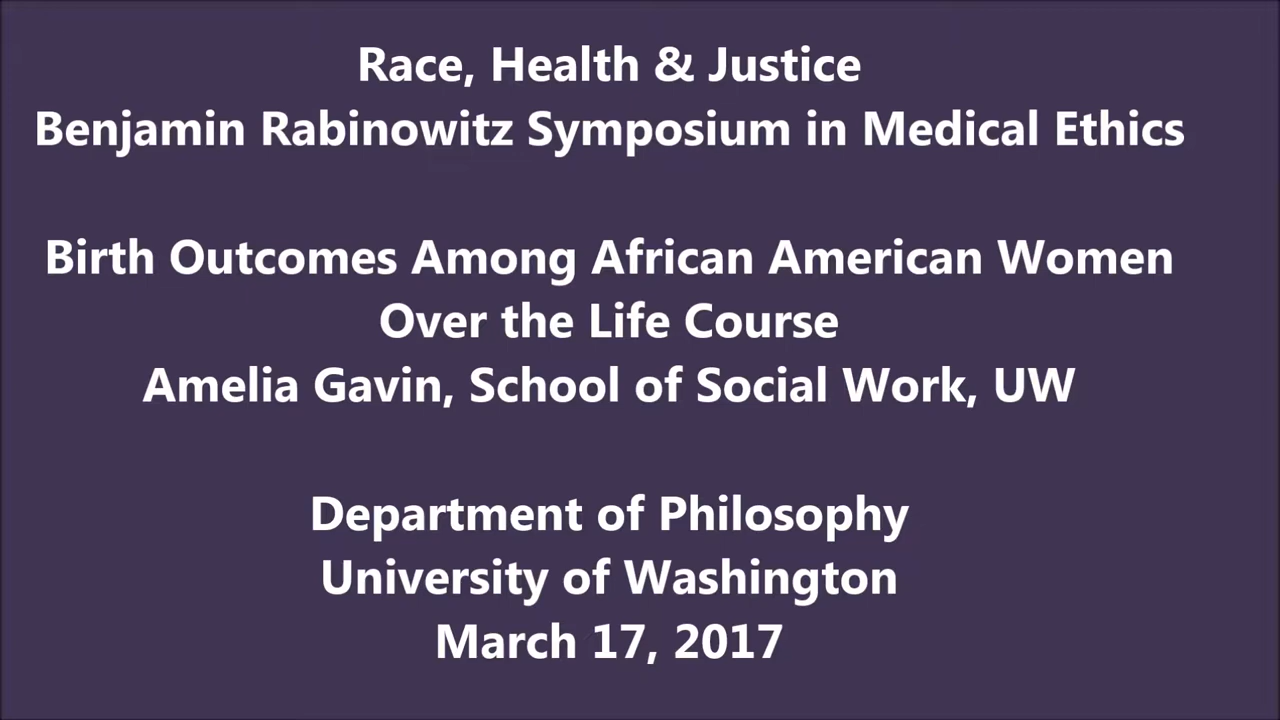 Race, Health & Justice
Benjamin Rabinowitz Symposium in Medical Ethics
Birth Outcomes Among African American Women
Over the Life Course
Amelia Gavin, School of Social Work, UW
Department of Philosophy
University of Washington
March 17, 2017